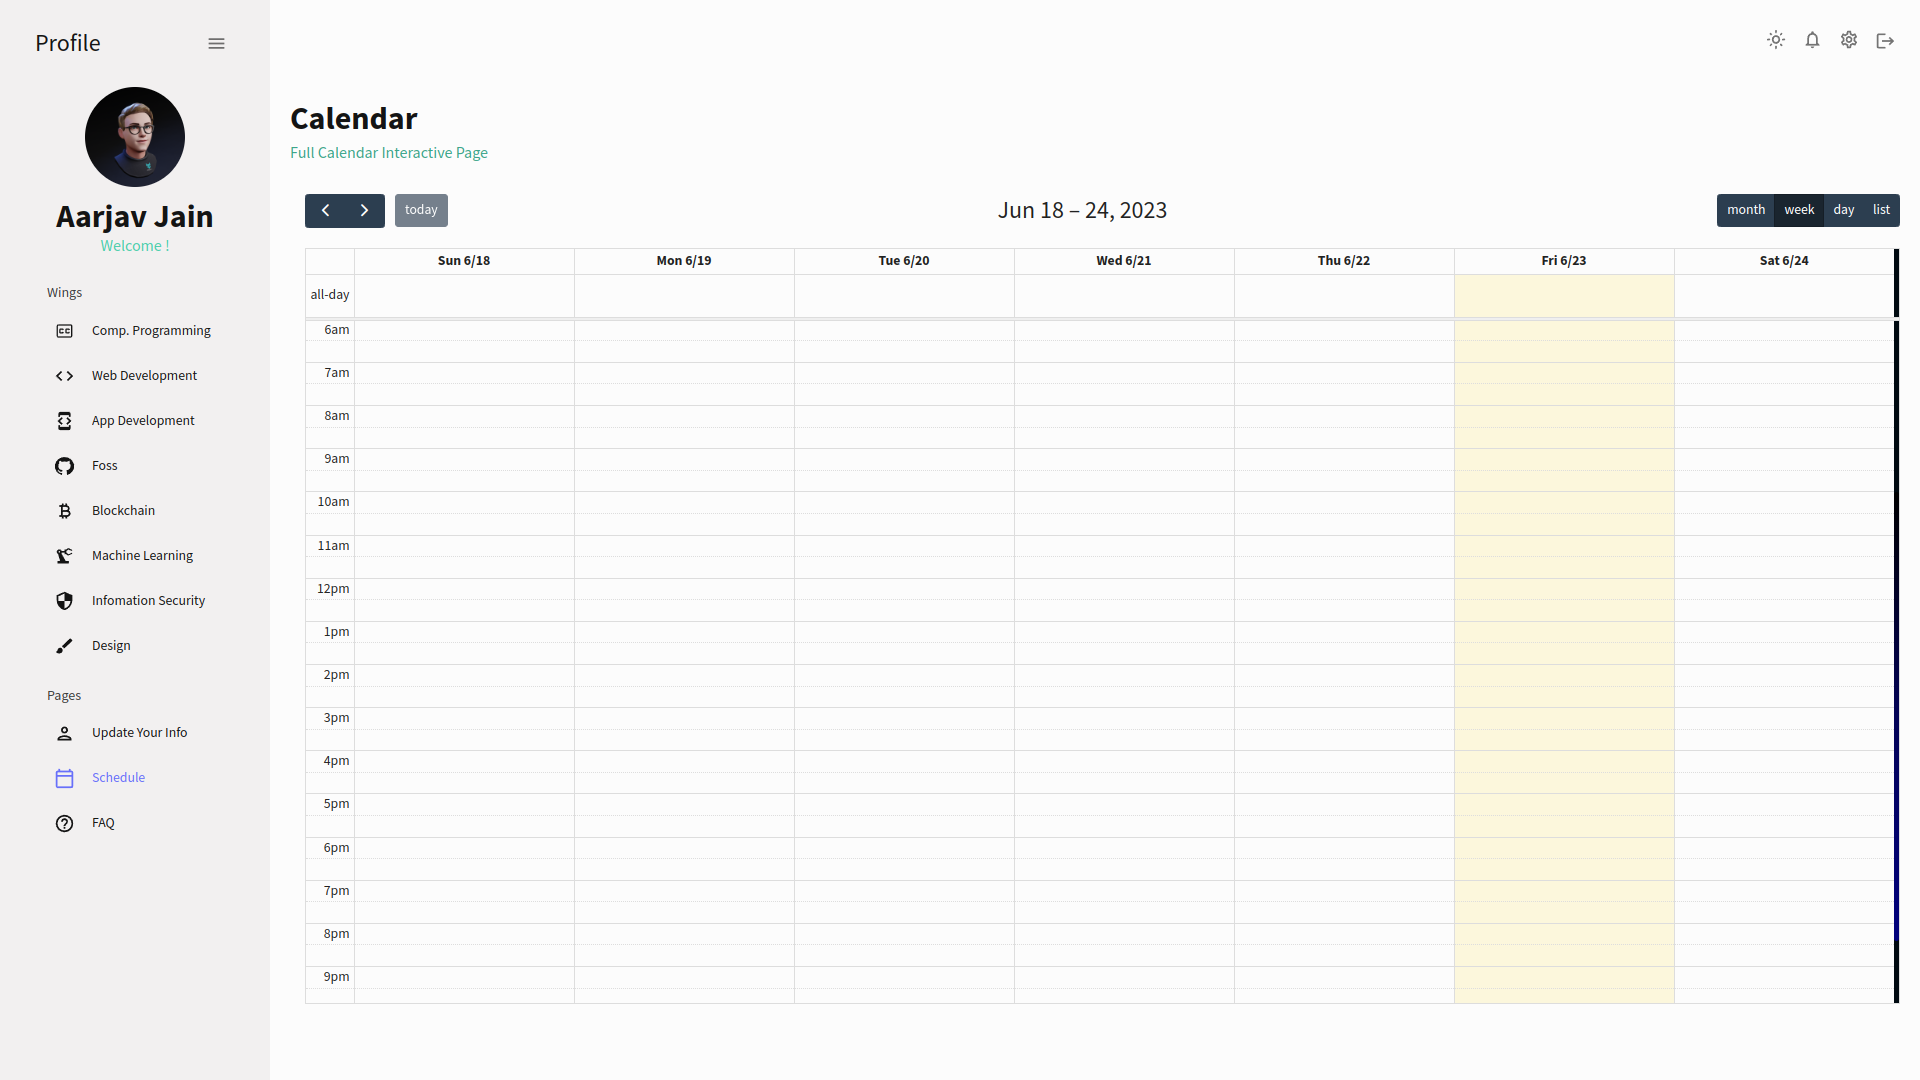 Profile
Aarjav Jain
Welcome !
Wings
Comp. Programming
Web Development
App Development
Foss
Blockchain
Machine Learning
Infomation Security
Design
Pages
Update Your Info
Schedule
FAQ
Calendar
Full Calendar Interactive Page
today
Jun 18 – 24, 2023
month week day list
Sun 6/18 Mon 6/19 Tue 6/20 Wed 6/21 Thu 6/22 Fri 6/23 Sat 6/24
all-day
6am
7am
8am
9am
10am
11am
12pm
1pm
2pm
3pm
4pm
5pm
6pm
7pm
8pm
9pm